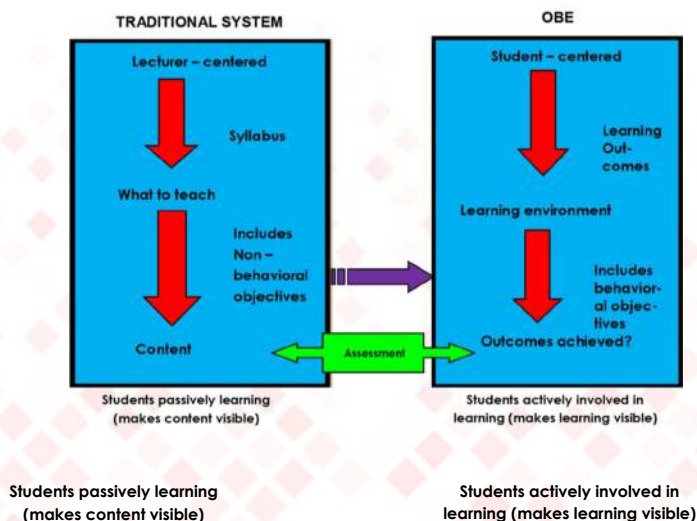 TRADITIONAL SYSTEM
Lecturer – centered
Syllabus
What to teach
Includes
Non –
behavioral
objectives
Content
Students passively learning
(makes content visible)
Assessment
OBE
Student – centered
Learning
Out-
comes
Learning environment
Includes
behavior-
al objec-
tives
Outcomes achieved?
Students actively involved in
learning (makes learning visible)
Students passively learning
(makes content visible)
Students actively involved in
learning (makes learning visible)